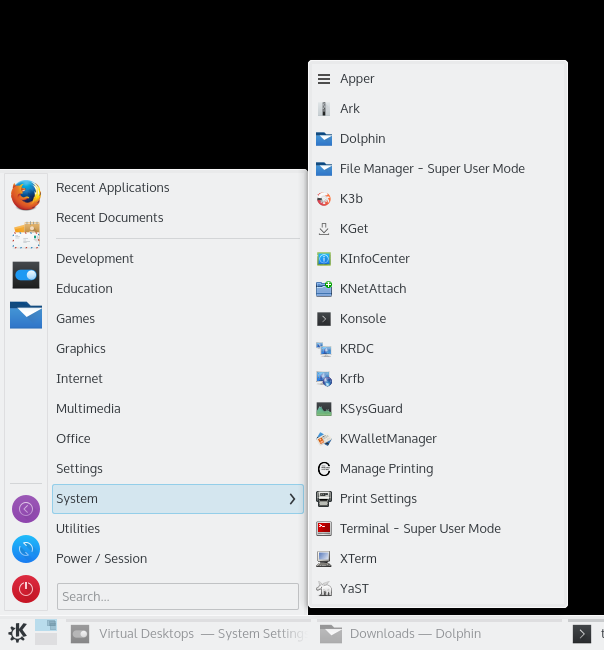 Recent Applications
Recent Documents
Development
Education
Games
Graphics
Internet
Multimedia
Office
Settings
System
Utilities
Power / Session
Search...
Apper
Ark
Dolphin
File Manager - Super User Mode
K3b
KGet
KInfoCenter
KNetAttach
Konsole
KRDC
Krfb
KSysGuard
KWalletManager
Manage Printing
Print Settings
Terminal - Super User Mode
XTerm
YaST
Virtual Desktops — System Setting
Downloads — Dolphin